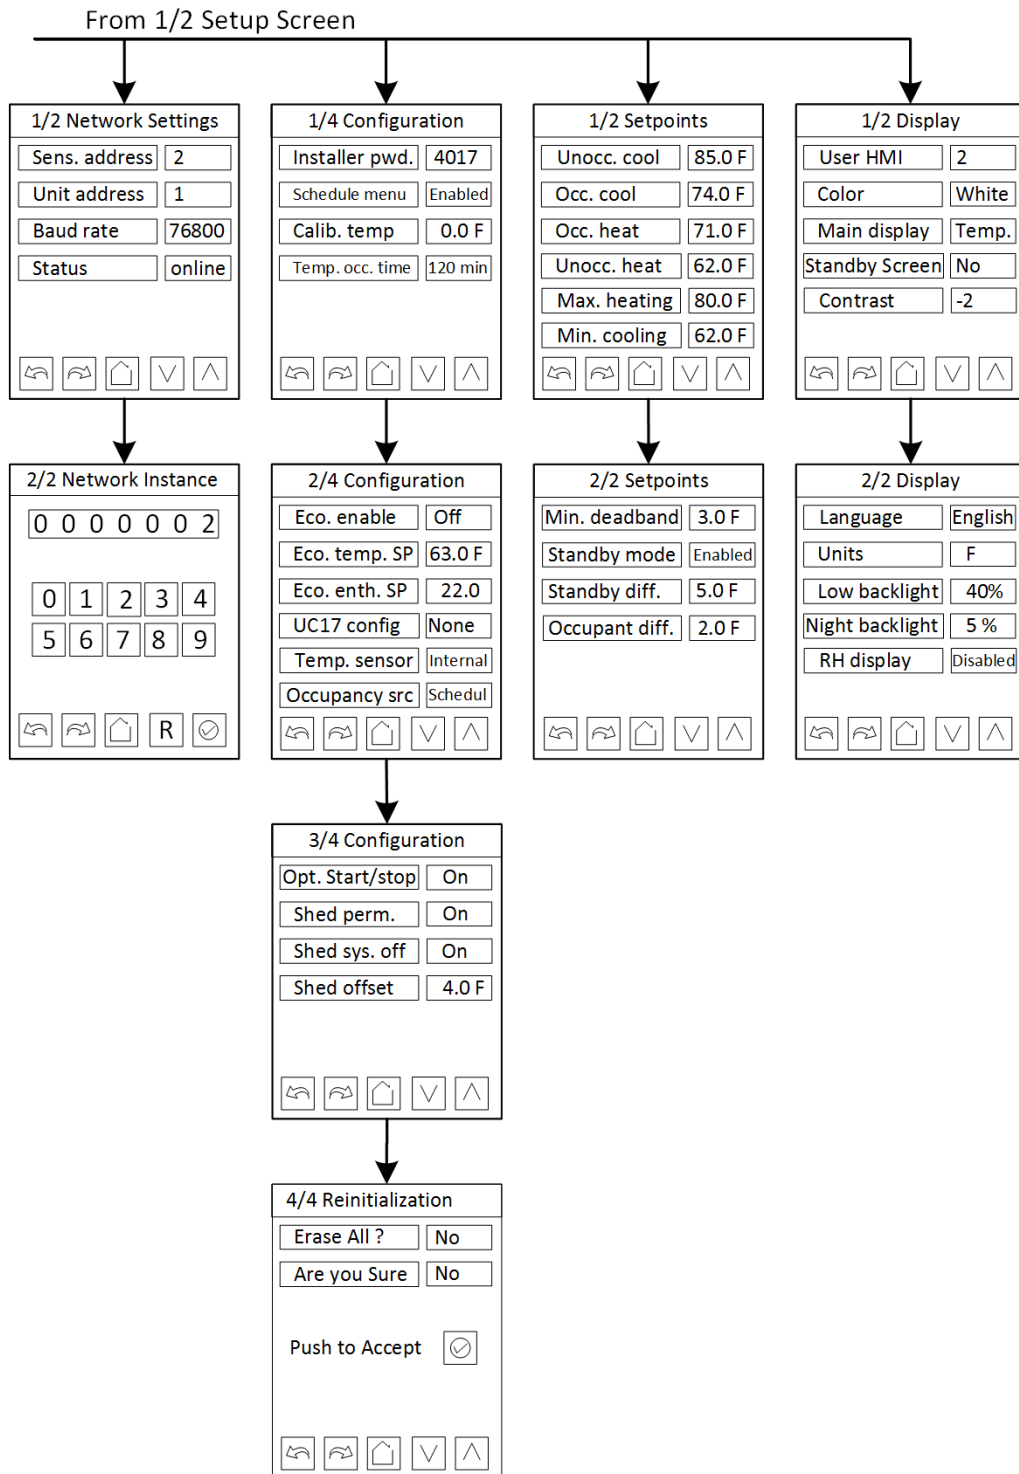 From 1/2 Setup Screen
1/2 Network Settings
Sens. address 2
Unit address 1
Baud rate 76800
Status online
1/4 Configuration
Installer pwd. 4017
Schedule menu Enabled
Calib. temp 0.0 F
Temp. occ. time 120 min
1/2 Setpoints
Unocc. cool 85.0 F
Occ. cool 74.0 F
Occ. heat 71.0 F
Unocc. heat 62.0 F
Max. heating 80.0 F
Min. cooling 62.0 F
1/2 Display
User HMI 2
Color White
Main display Temp.
Standby Screen No
Contrast -2
2/2 Network Instance
0 0 0 0 0 0 2
0 1 2 3 4
5 6 7 8 9
R
2/4 Configuration
Eco. enable Off
Eco. temp. SP 63.0 F
Eco. enth. SP 22.0
UC17 config None
Temp. sensor Internal
Occupancy src Schedul
2/2 Setpoints
Min. deadband 3.0 F
Standby mode Enabled
Standby diff. 5.0 F
Occupant diff. 2.0 F
2/2 Display
Language English
Units F
Low backlight 40%
Night backlight 5 %
RH display Disabled
3/4 Configuration
Opt. Start/stop On
Shed perm. On
Shed sys. off On
Shed offset 4.0 F
4/4 Reinitialization
Erase All ? No
Are you Sure No
Push to Accept